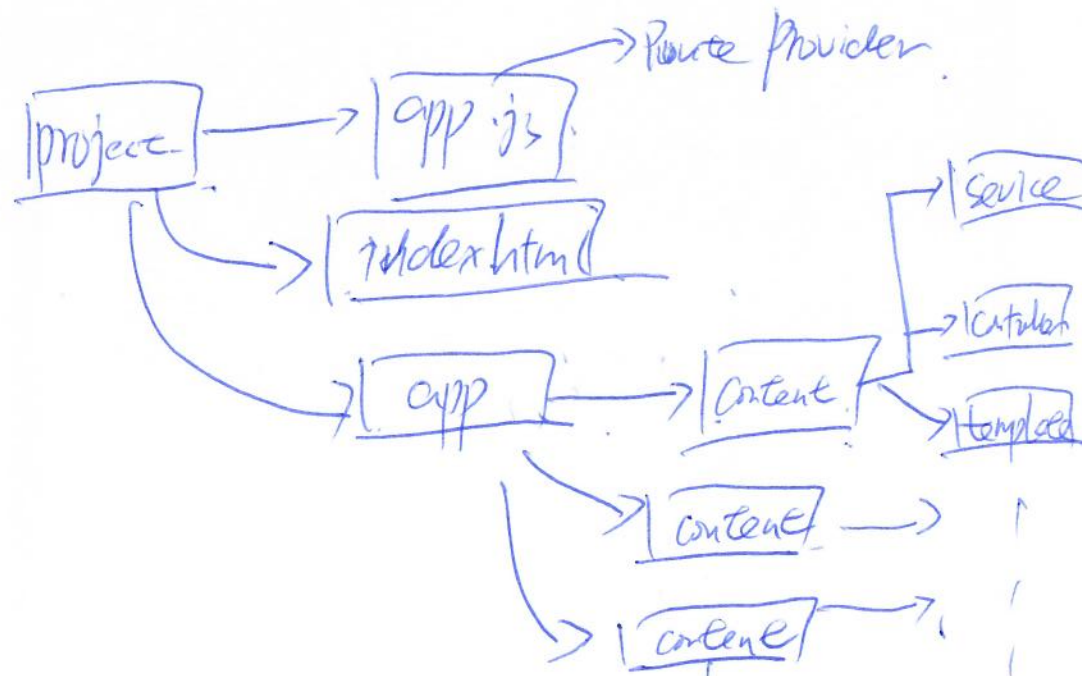 Route Provider
project
app.js
index.html
service
app
content
template
content
content